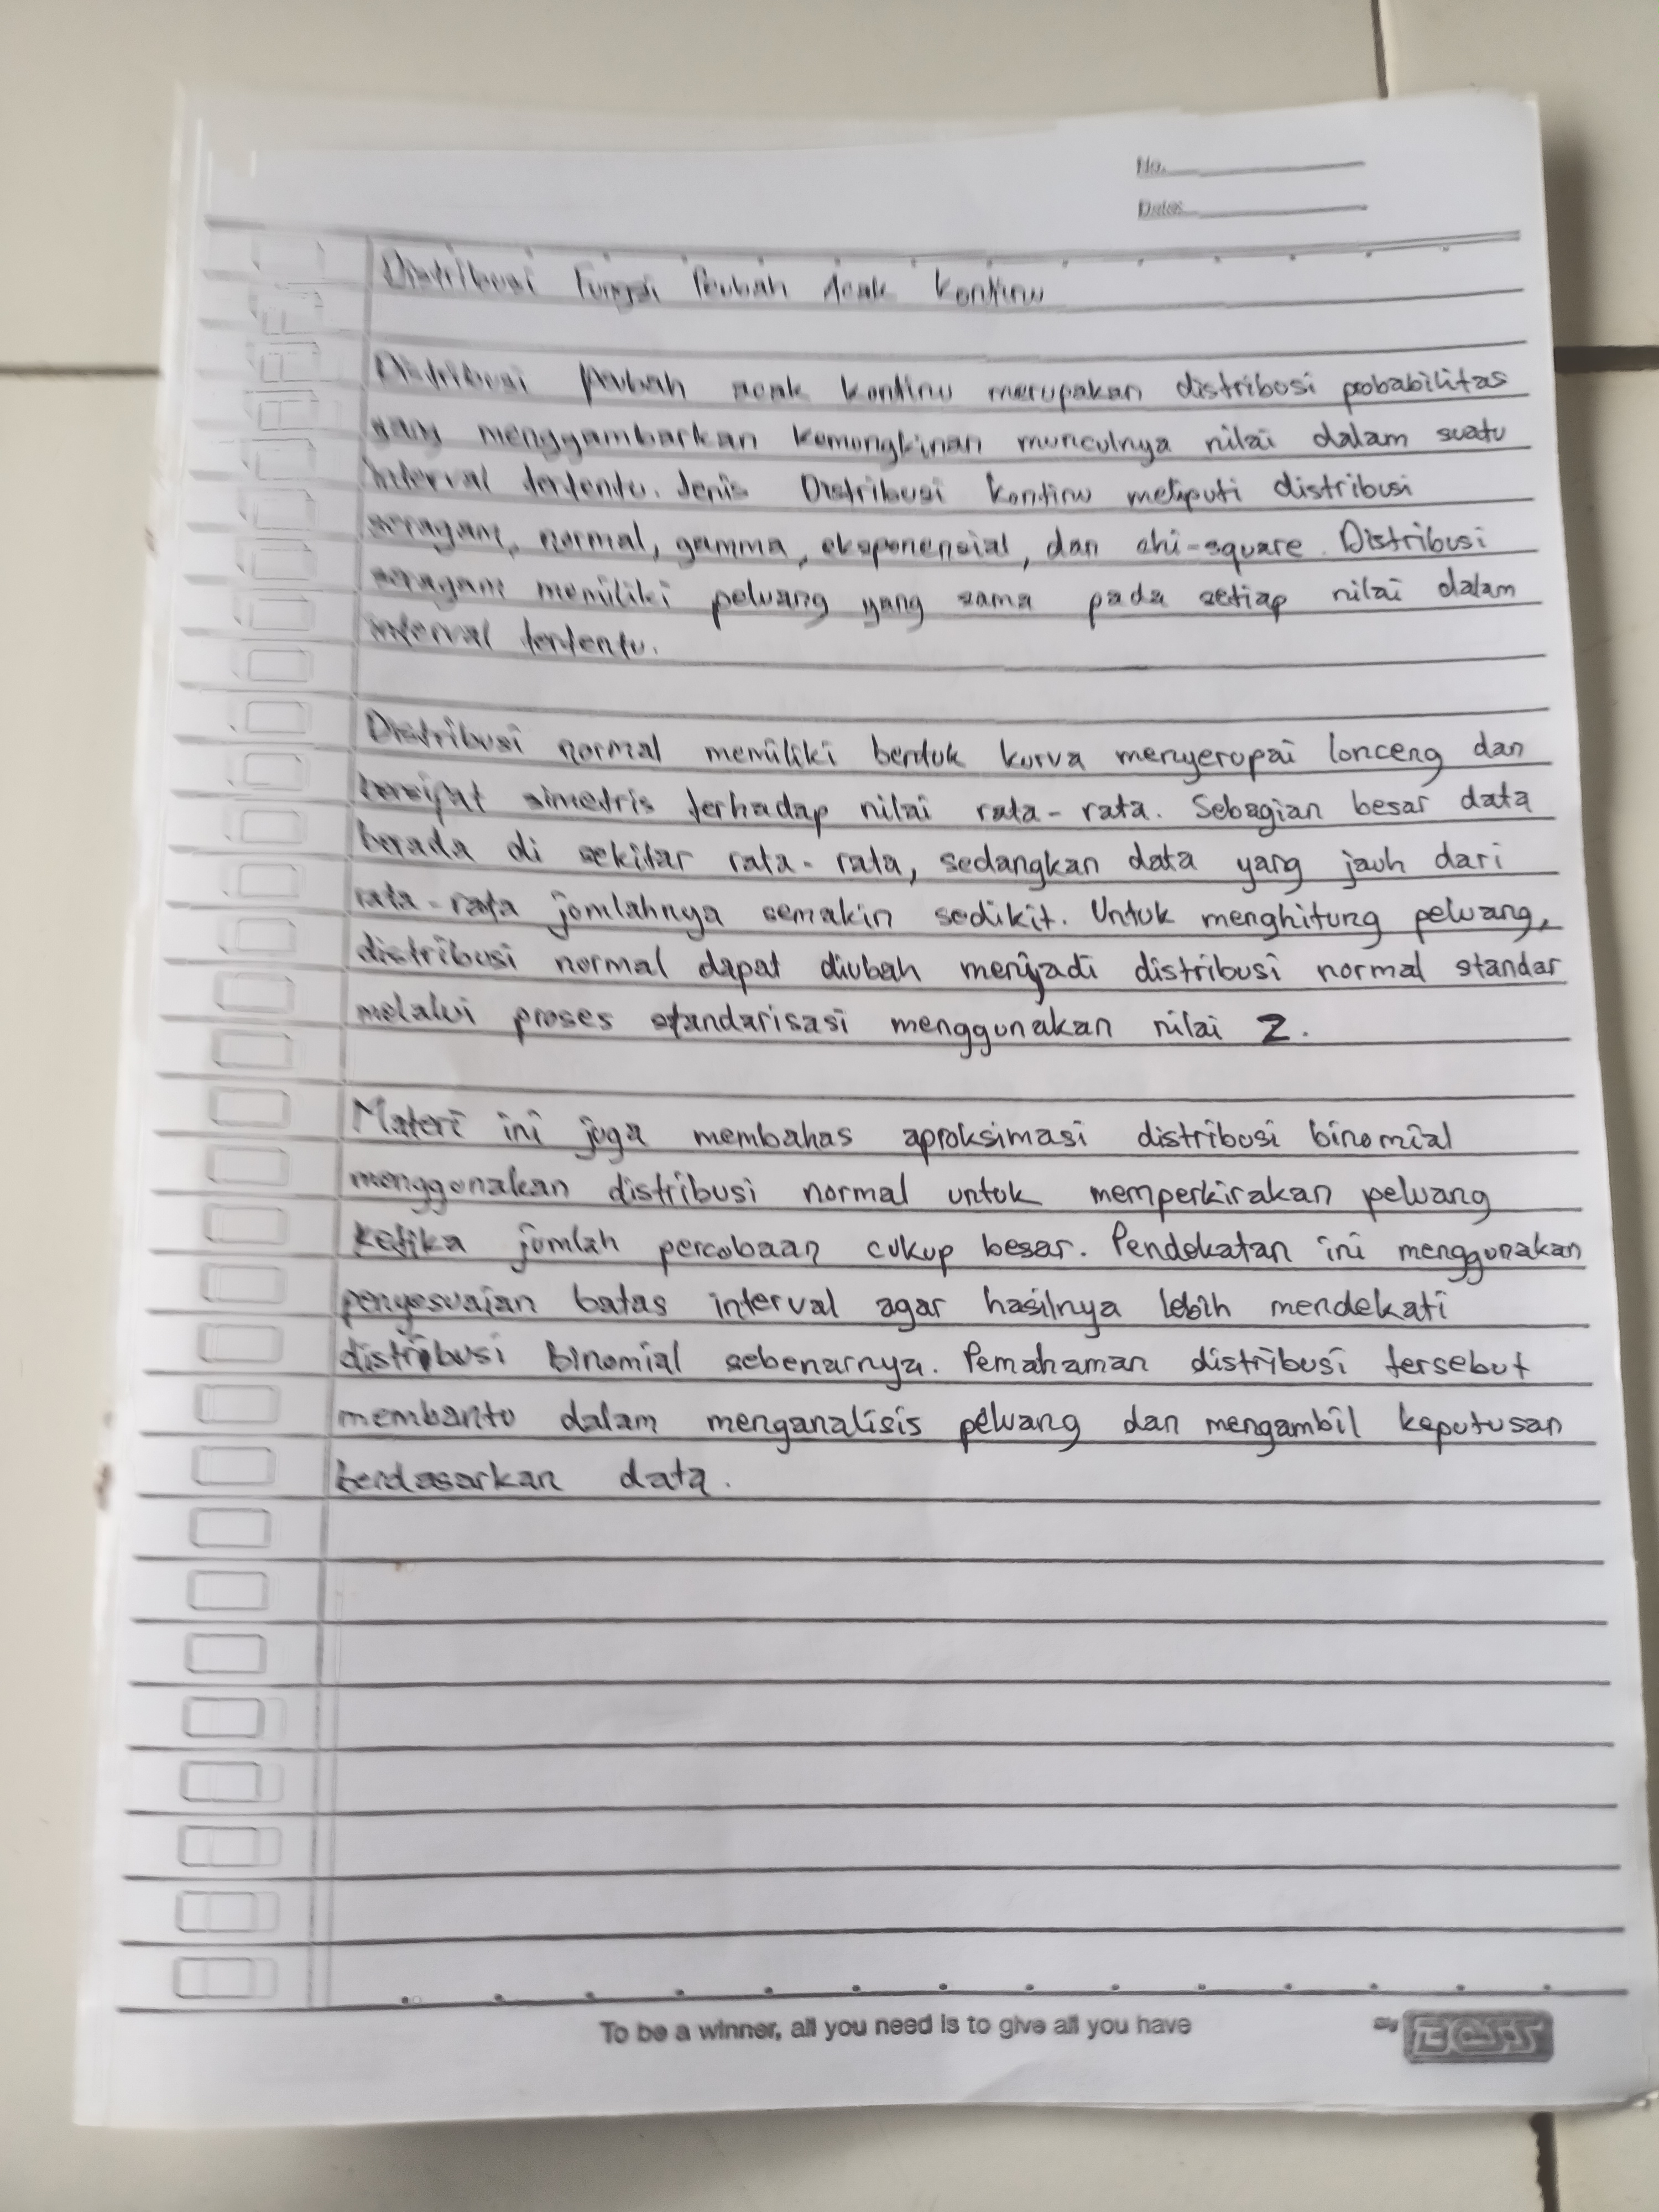 No.
Date:
Distribusi Fungsi Peubah Acak Kontinu
Distribusi peubah acak kontinu merupakan distribusi probabilitas
yang menggambarkan kemungkinan munculnya nilai dalam suatu
interval tertentu. Jenis Distribusi kontinu meliputi distribusi
seragam, normal, gamma, eksponensial, dan chi-square. Distribusi
seragam memiliki peluang yang sama pada setiap nilai dalam
interval tertentu.
Distribusi normal memiliki bentuk kurva menyerupai lonceng dan
bersifat simetris terhadap nilai rata-rata. Sebagian besar data
berada di sekitar rata-rata, sedangkan data yang jauh dari
rata-rata jumlahnya semakin sedikit. Untuk menghitung peluang,
distribusi normal dapat diubah menjadi distribusi normal standar
melalui proses standarisasi menggunakan nilai Z.
Materi ini juga membahas aproksimasi distribusi binomial
menggunakan distribusi normal untuk memperkirakan peluang
ketika jumlah percobaan cukup besar. Pendekatan ini menggunakan
penyesuaian batas interval agar hasilnya lebih mendekati
distribusi binomial sebenarnya. Pemahaman distribusi tersebut
membantu dalam menganalisis peluang dan mengambil keputusan
berdasarkan data.
To be a winner, all you need is to give all you have